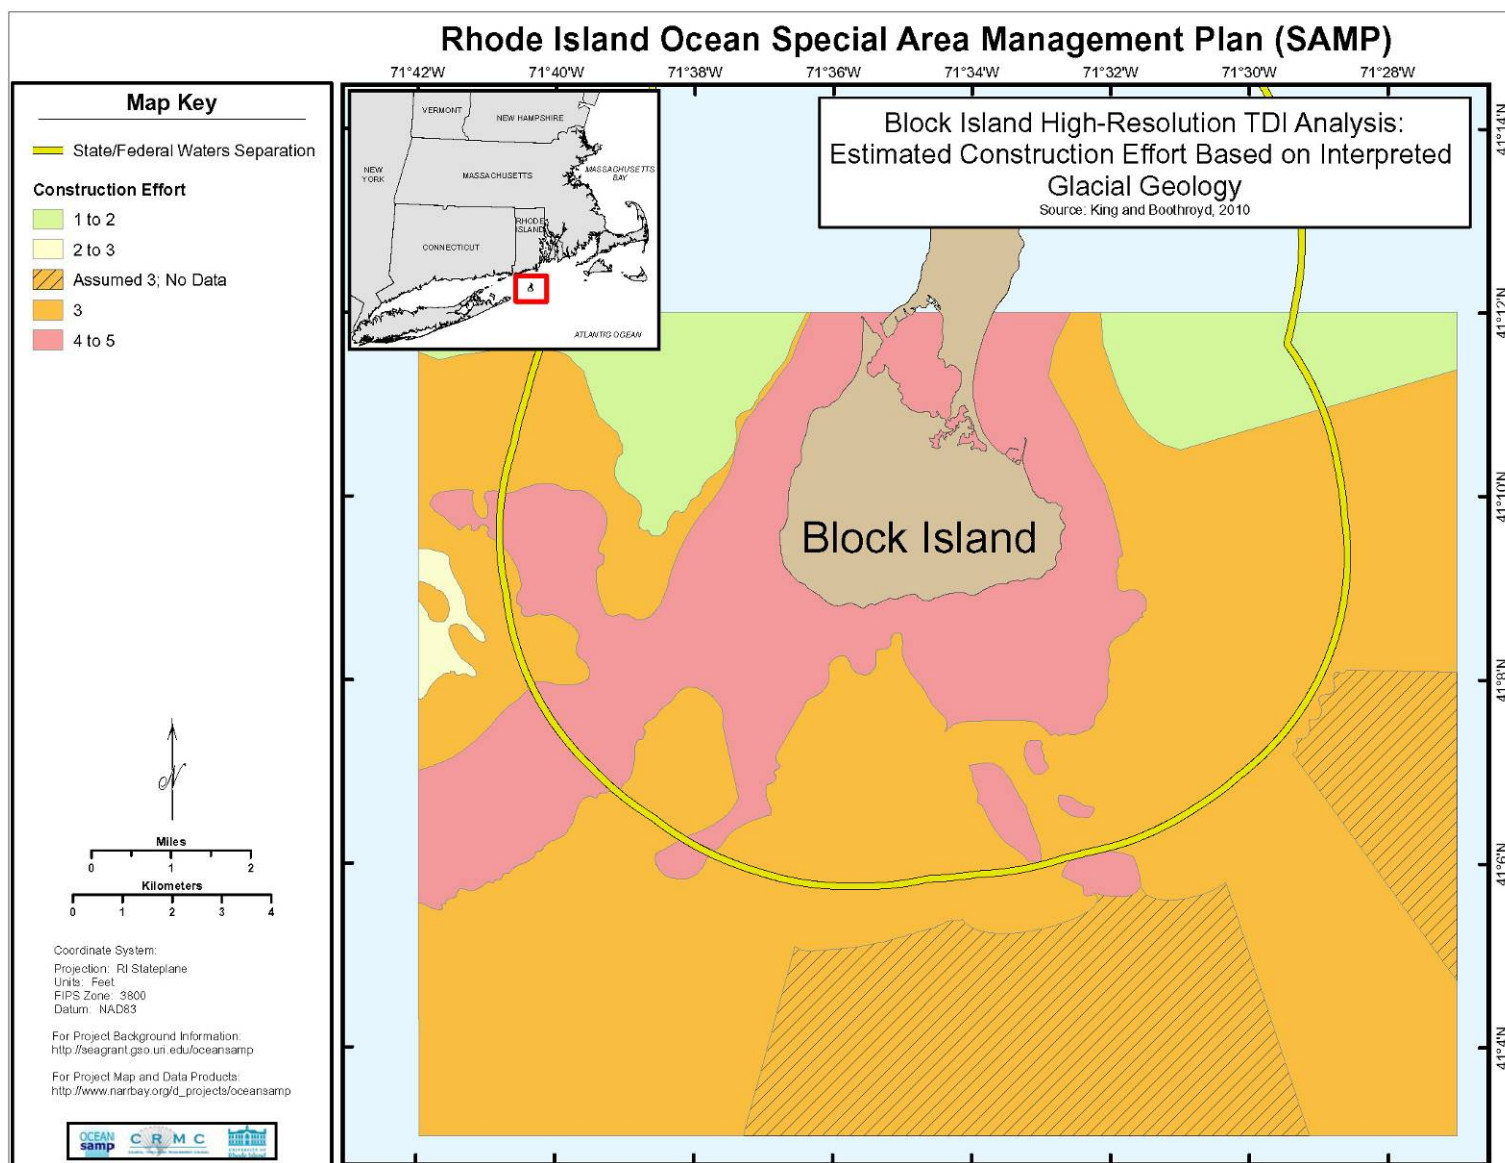 Rhode Island Ocean Special Area Management Plan (SAMP)
71°42'W 71°40'W 71°38'W 71°36'W 71°34'W 71°32'W 71°30'W 71°28'W
Map Key
State/Federal Waters Separation
Construction Effort
1 to 2
2 to 3
Assumed 3; No Data
3
4 to 5
VERMONT
NEW HAMPSHIRE
NEW
YORK
MASSACHUSETTS
MASSACHUSETTS
BAY
RHODE
ISLAND
CONNECTICUT
ATLANTIC OCEAN
Block Island High-Resolution TDI Analysis:
Estimated Construction Effort Based on Interpreted
Glacial Geology
Source: King and Boothroyd, 2010
41°14'N
41°12'N
41°10'N
41°8'N
41°6'N
41°4'N
Block Island
N
Miles
0 1 2
Kilometers
0 1 2 3 4
Coordinate System:
Projection: RI Stateplane
Units: Feet
FIPS Zone: 3800
Datum: NAD83
For Project Background Information:
http://seagrant.gso.uri.edu/oceansamp
For Project Map and Data Products:
http://www.narrbay.org/d_projects/oceansamp
OCEAN
samp
CRMC